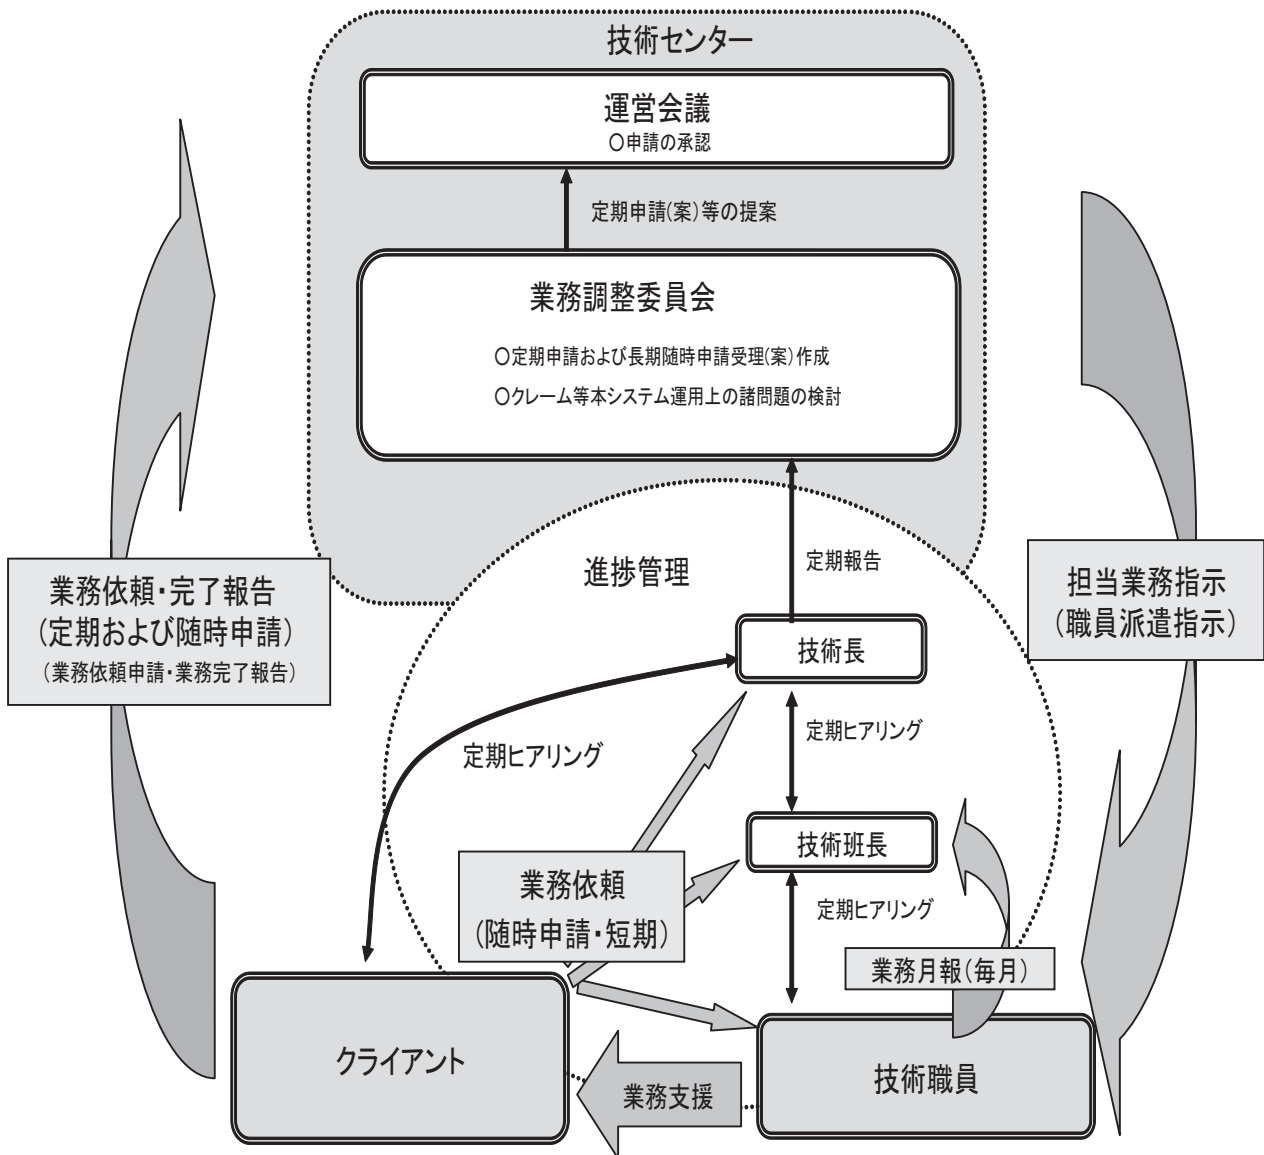 技術センター
運営会議
○申請の承認
定期申請(案)等の提案
業務調整委員会
○定期申請および長期随時申請受理(案)作成
○クレーム等本システム運用上の諸問題の検討
進捗管理
定期報告
業務依頼・完了報告
(定期および随時申請)
(業務依頼申請・業務完了報告)
担当業務指示
(職員派遣指示)
技術長
定期ヒアリング
定期ヒアリング
技術班長
業務依頼
(随時申請・短期)
定期ヒアリング
業務月報(毎月)
クライアント
業務支援
技術職員